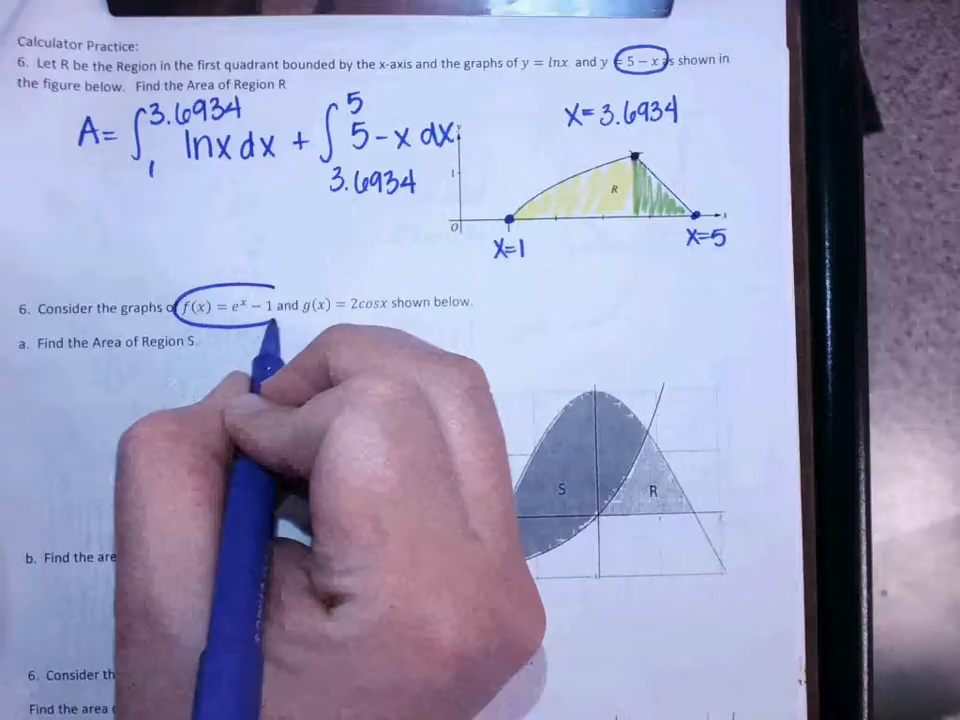 Calculator Practice:
6. Let R be the Region in the first quadrant bounded by the x-axis and the graphs of y = lnx and y = 5 − x as shown in
the figure below. Find the Area of Region R
A= ∫₁^3.6934 lnx dx + ∫_3.6934^5 5-x dx
X=3.6934
1
R
0
X=1
X=5
6. Consider the graphs of f(x) = eˣ − 1 and g(x) = 2cosx shown below.
a. Find the Area of Region S.
S
R
b. Find the are
6. Consider th
Find the area